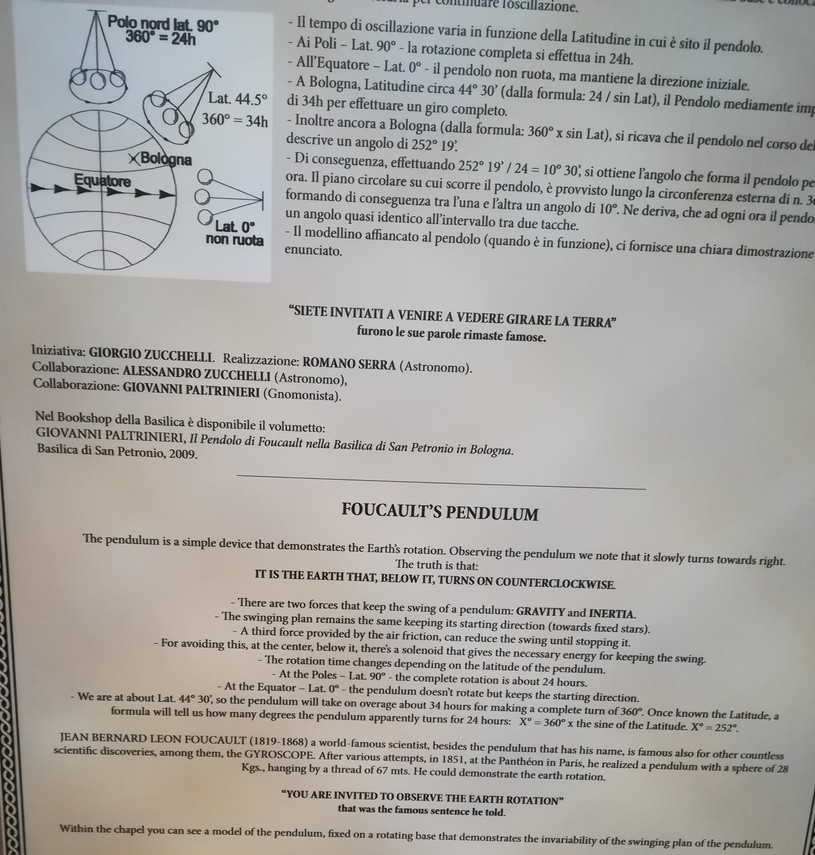 continuare l'oscillazione.
- Il tempo di oscillazione varia in funzione della Latitudine in cui è sito il pendolo.
- Ai Poli – Lat. 90° - la rotazione completa si effettua in 24h.
- All'Equatore – Lat. 0° - il pendolo non ruota, ma mantiene la direzione iniziale.
- A Bologna, Latitudine circa 44° 30' (dalla formula: 24 / sin Lat), il Pendolo mediamente
di 34h per effettuare un giro completo.
- Inoltre ancora a Bologna (dalla formula: 360° x sin Lat), si ricava che il pendolo nel corso
descrive un angolo di 252° 19'.
- Di conseguenza, effettuando 252° 19' / 24 = 10° 30', si ottiene l'angolo che forma il pendolo
ora. Il piano circolare su cui scorre il pendolo, è provvisto lungo la circonferenza esterna di n.
formando di conseguenza tra l'una e l'altra un angolo di 10°. Ne deriva, che ad ogni ora il
un angolo quasi identico all'intervallo tra due tacche.
- Il modellino affiancato al pendolo (quando è in funzione), ci fornisce una chiara dimostrazione
enunciato.
Polo nord lat. 90°
360° = 24h
Lat. 44.5°
360° = 34h
Bologna
Equatore
Lat. 0°
non ruota
"SIETE INVITATI A VENIRE A VEDERE GIRARE LA TERRA"
furono le sue parole rimaste famose.
Iniziativa: GIORGIO ZUCCHELLI. Realizzazione: ROMANO SERRA (Astronomo).
Collaborazione: ALESSANDRO ZUCCHELLI (Astronomo),
Collaborazione: GIOVANNI PALTRINIERI (Gnomonista).
Nel Bookshop della Basilica è disponibile il volumetto:
GIOVANNI PALTRINIERI, Il Pendolo di Foucault nella Basilica di San Petronio in Bologna.
Basilica di San Petronio, 2009.
FOUCAULT'S PENDULUM
The pendulum is a simple device that demonstrates the Earth's rotation. Observing the pendulum we note that it slowly turns towards right.
The truth is that:
IT IS THE EARTH THAT, BELOW IT, TURNS ON COUNTERCLOCKWISE.
- There are two forces that keep the swing of a pendulum: GRAVITY and INERTIA.
- The swinging plan remains the same keeping its starting direction (towards fixed stars).
- A third force provided by the air friction, can reduce the swing until stopping it.
- For avoiding this, at the center, below it, there's a solenoid that gives the necessary energy for keeping the swing.
- The rotation time changes depending on the latitude of the pendulum.
- At the Poles – Lat. 90° - the complete rotation is about 24 hours.
- At the Equator – Lat. 0° - the pendulum doesn't rotate but keeps the starting direction.
- We are at about Lat. 44° 30', so the pendulum will take on overage about 34 hours for making a complete turn of 360°. Once known the Latitude, a
formula will tell us how many degrees the pendulum apparently turns for 24 hours: X° = 360° x the sine of the Latitude. X° = 252°.
JEAN BERNARD LEON FOUCAULT (1819-1868) a world-famous scientist, besides the pendulum that has his name, is famous also for other countless
scientific discoveries, among them, the GYROSCOPE. After various attempts, in 1851, at the Panthéon in Paris, he realized a pendulum with a sphere of 28
Kgs., hanging by a thread of 67 mts. He could demonstrate the earth rotation.
"YOU ARE INVITED TO OBSERVE THE EARTH ROTATION"
that was the famous sentence he told.
Within the chapel you can see a model of the pendulum, fixed on a rotating base that demonstrates the invariability of the swinging plan of the pendulum.